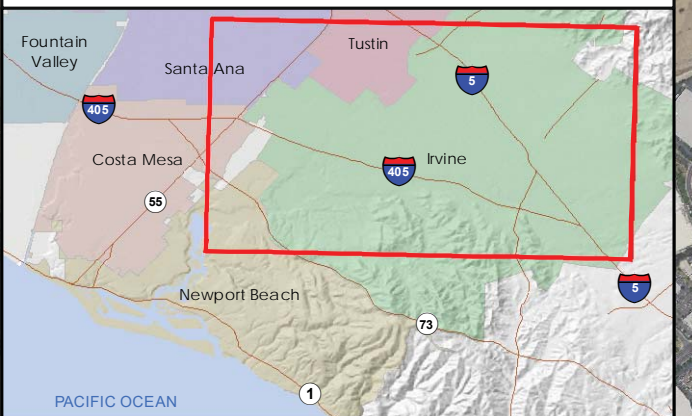 Fountain
Valley
Tustin
Santa Ana
5
405
Costa Mesa
Irvine
405
55
Newport Beach
5
73
1
PACIFIC OCEAN